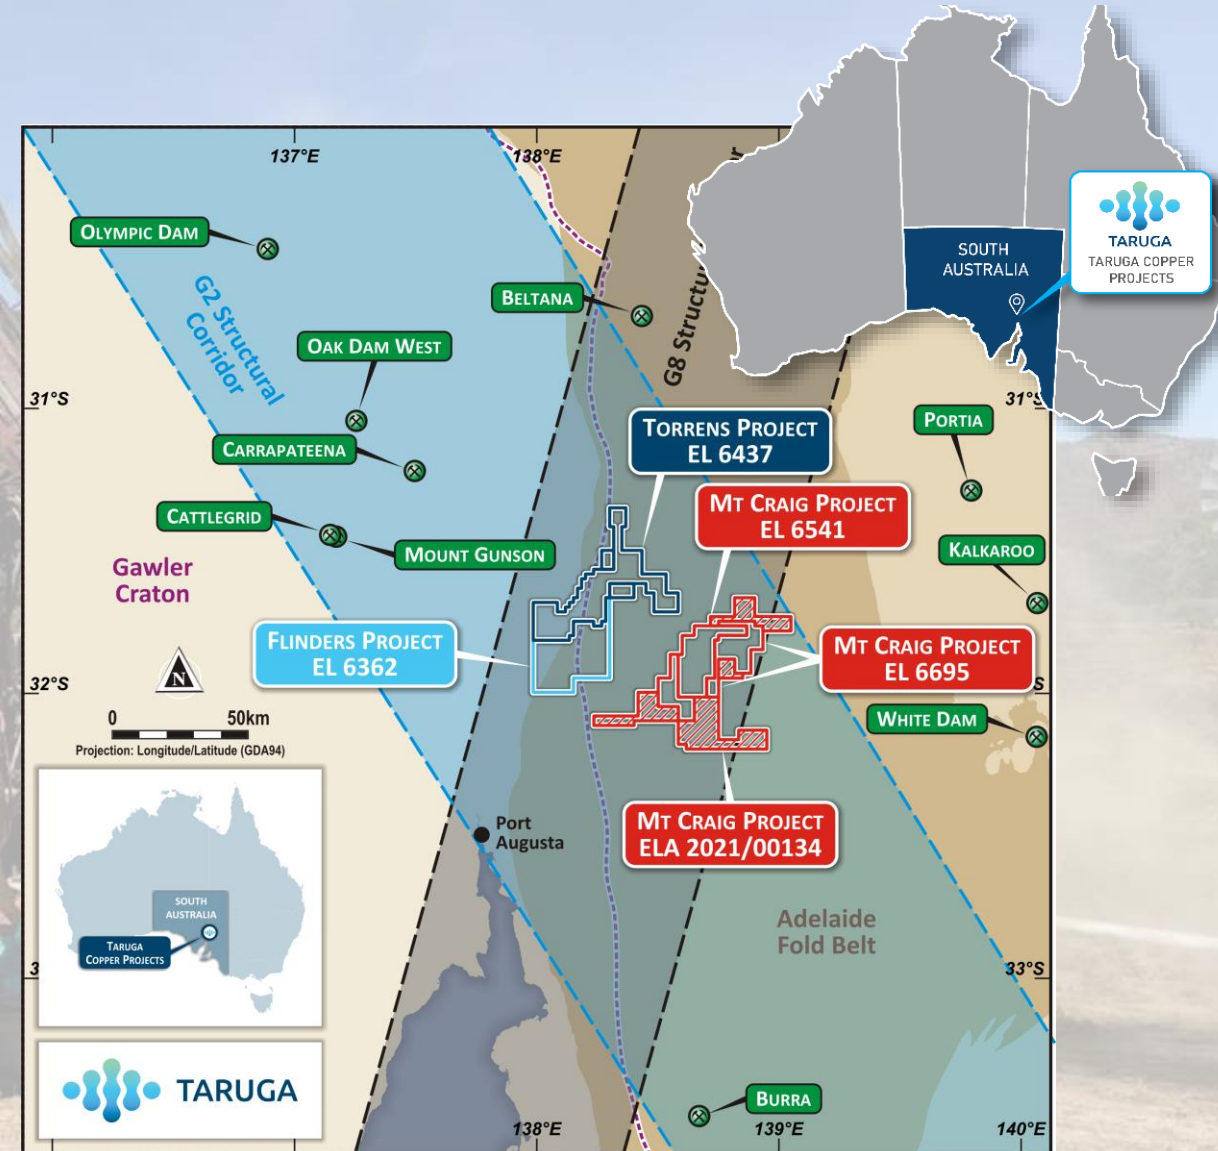 137°E
138°E
OLYMPIC DAM
G2 Structural
Corridor
BELTANA
OAK DAM WEST
G8 Structu
SOUTH
AUSTRALIA
TARUGA
TARUGA COPPER
PROJECTS
31°S
31°S
CARRAPATEENA
TORRENS PROJECT
EL 6437
PORTIA
CATTLEGRID
MOUNT GUNSON
MT CRAIG PROJECT
EL 6541
KALKAROO
Gawler
Craton
FLINDERS PROJECT
EL 6362
MT CRAIG PROJECT
EL 6695
N
32°S
S
WHITE DAM
0 50km
Projection: Longitude/Latitude (GDA94)
Port
Augusta
MT CRAIG PROJECT
ELA 2021/00134
SOUTH
AUSTRALIA
TARUGA
COPPER PROJECTS
Adelaide
Fold Belt
3
33°S
TARUGA
BURRA
138°E
139°E
140°E